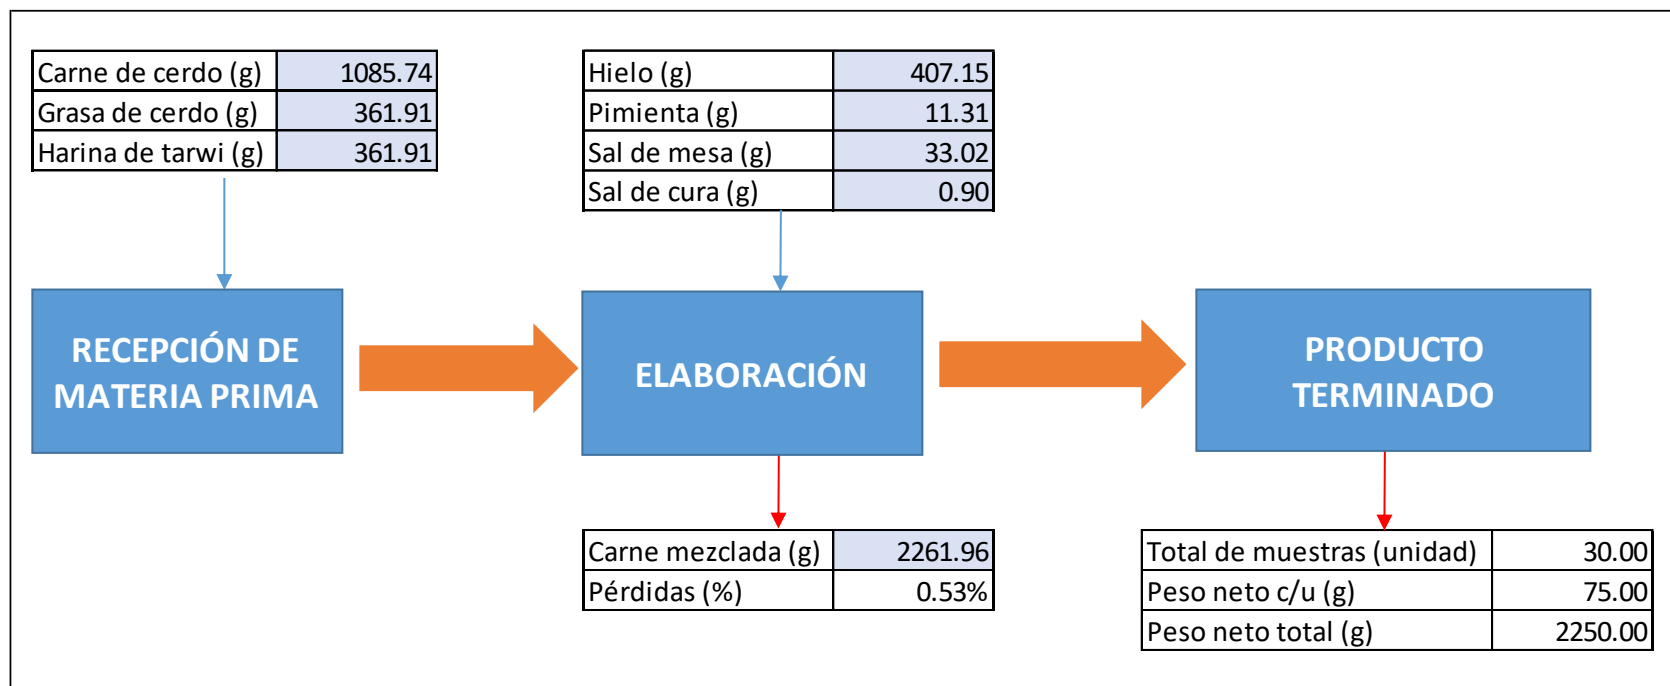 Carne de cerdo (g) 1085.74
Grasa de cerdo (g) 361.91
Harina de tarwi (g) 361.91
Hielo (g) 407.15
Pimienta (g) 11.31
Sal de mesa (g) 33.02
Sal de cura (g) 0.90
RECEPCIÓN DE
MATERIA PRIMA
ELABORACIÓN
PRODUCTO
TERMINADO
Carne mezclada (g) 2261.96
Pérdidas (%) 0.53%
Total de muestras (unidad) 30.00
Peso neto c/u (g) 75.00
Peso neto total (g) 2250.00